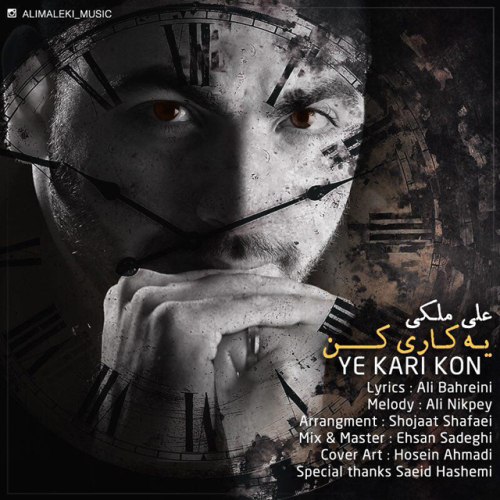 ALIMALEKI_MUSIC
علی ملکی
یه کاری کن
YE KARI KON
Lyrics : Ali Bahreini
Melody : Ali Nikpey
Arrangment : Shojaat Shafaei
Mix & Master : Ehsan Sadeghi
Cover Art : Hosein Ahmadi
Special thanks Saeid Hashemi